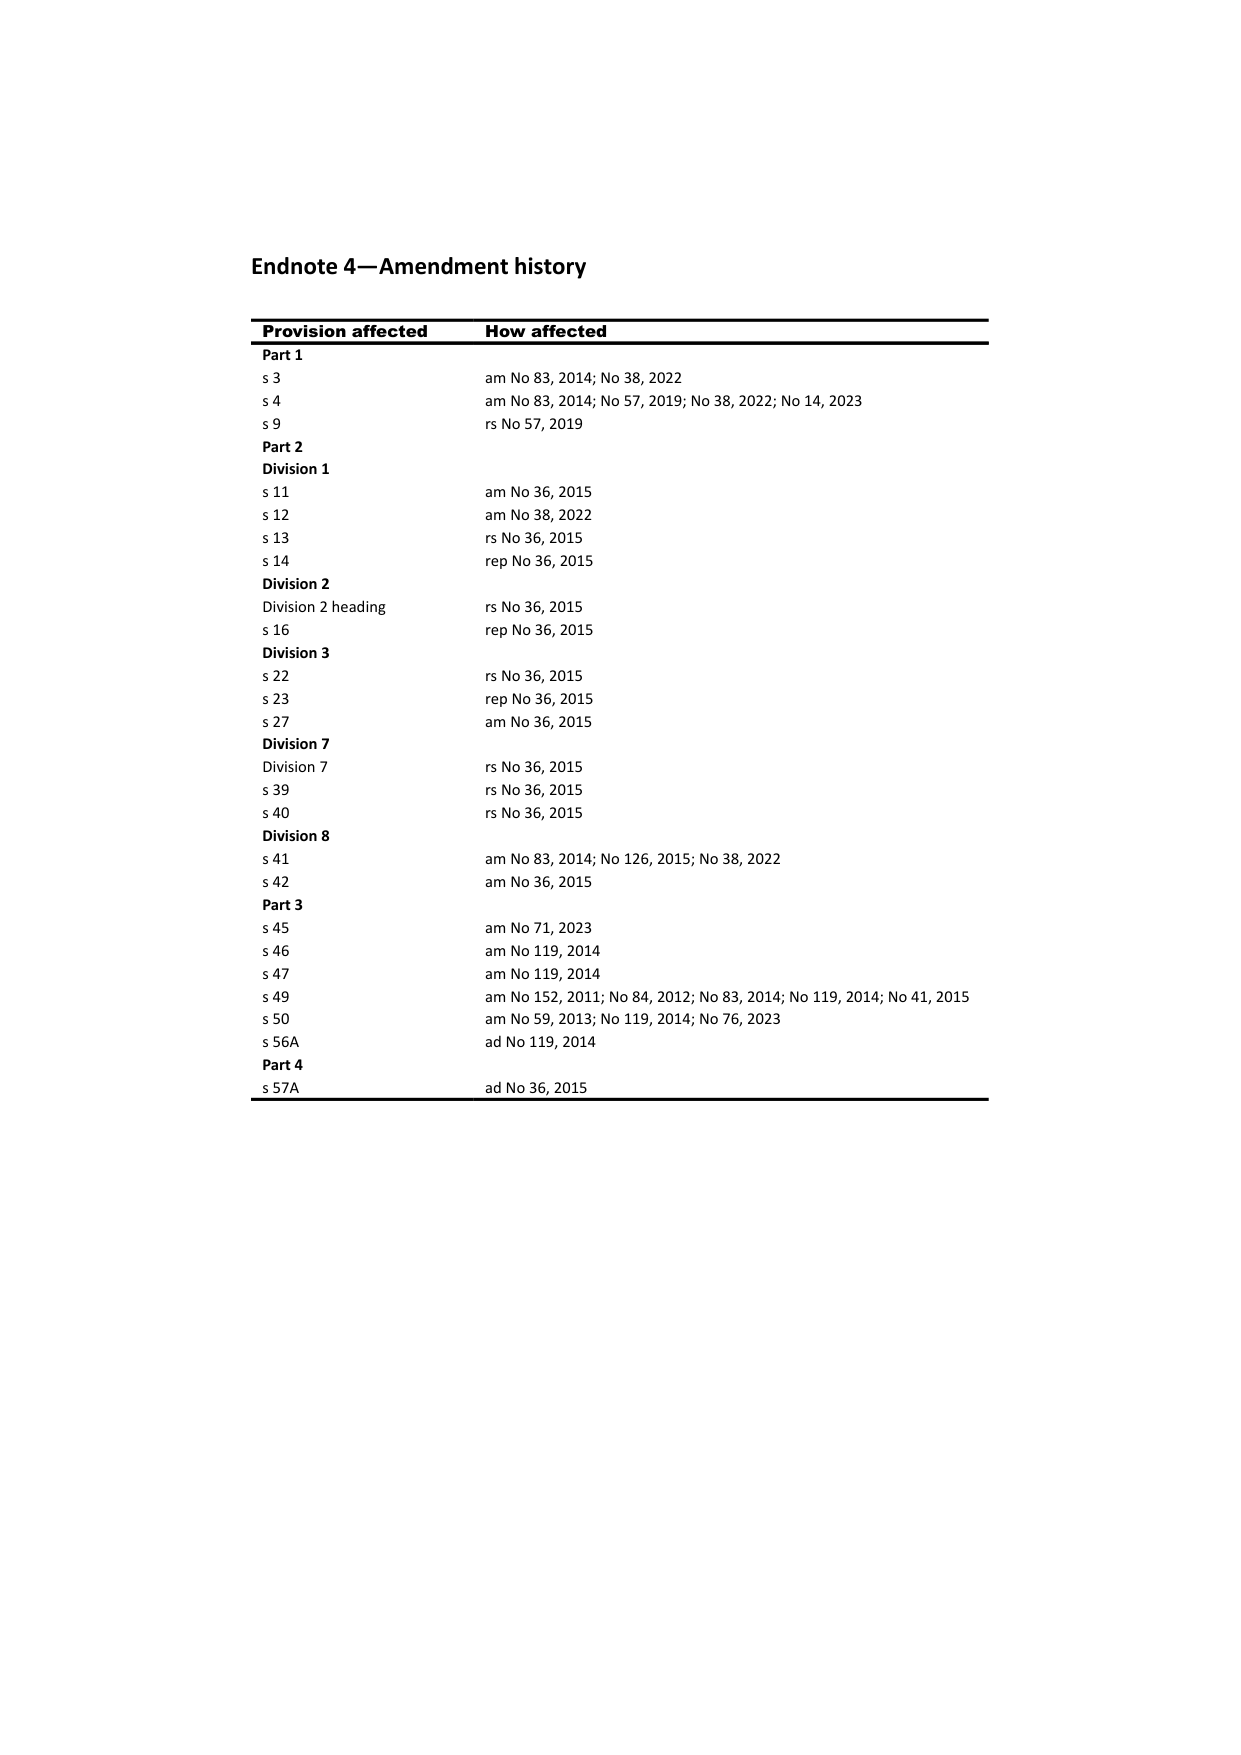 Endnote 4—Amendment history
Provision affected How affected
Part 1
s 3 am No 83, 2014; No 38, 2022
s 4 am No 83, 2014; No 57, 2019; No 38, 2022; No 14, 2023
s 9 rs No 57, 2019
Part 2
Division 1
s 11 am No 36, 2015
s 12 am No 38, 2022
s 13 rs No 36, 2015
s 14 rep No 36, 2015
Division 2
Division 2 heading rs No 36, 2015
s 16 rep No 36, 2015
Division 3
s 22 rs No 36, 2015
s 23 rep No 36, 2015
s 27 am No 36, 2015
Division 7
Division 7 rs No 36, 2015
s 39 rs No 36, 2015
s 40 rs No 36, 2015
Division 8
s 41 am No 83, 2014; No 126, 2015; No 38, 2022
s 42 am No 36, 2015
Part 3
s 45 am No 71, 2023
s 46 am No 119, 2014
s 47 am No 119, 2014
s 49 am No 152, 2011; No 84, 2012; No 83, 2014; No 119, 2014; No 41, 2015
s 50 am No 59, 2013; No 119, 2014; No 76, 2023
s 56A ad No 119, 2014
Part 4
s 57A ad No 36, 2015